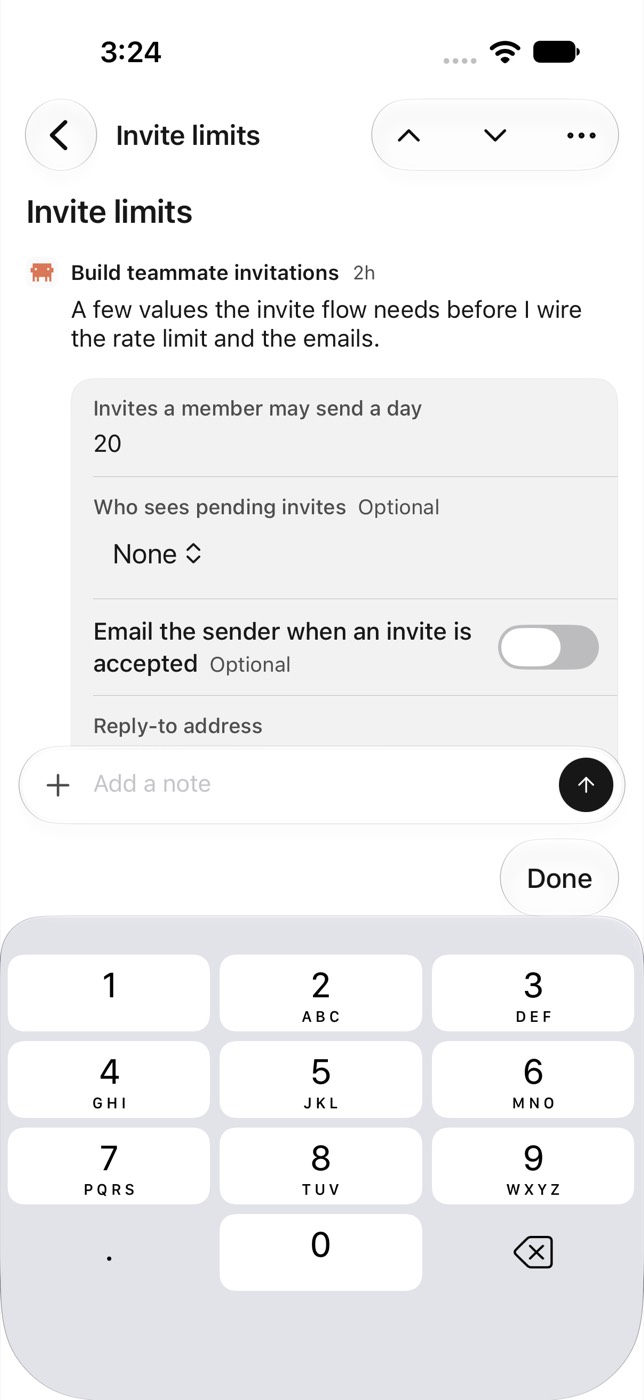 3:24
Invite limits
Invite limits
Build teammate invitations 2h
A few values the invite flow needs before I wire
the rate limit and the emails.
Invites a member may send a day
20
Who sees pending invites Optional
None
Email the sender when an invite is
accepted Optional
Reply-to address
Add a note
Done
1
2
ABC
3
DEF
4
GHI
5
JKL
6
MNO
7
PQRS
8
TUV
9
WXYZ
.
0